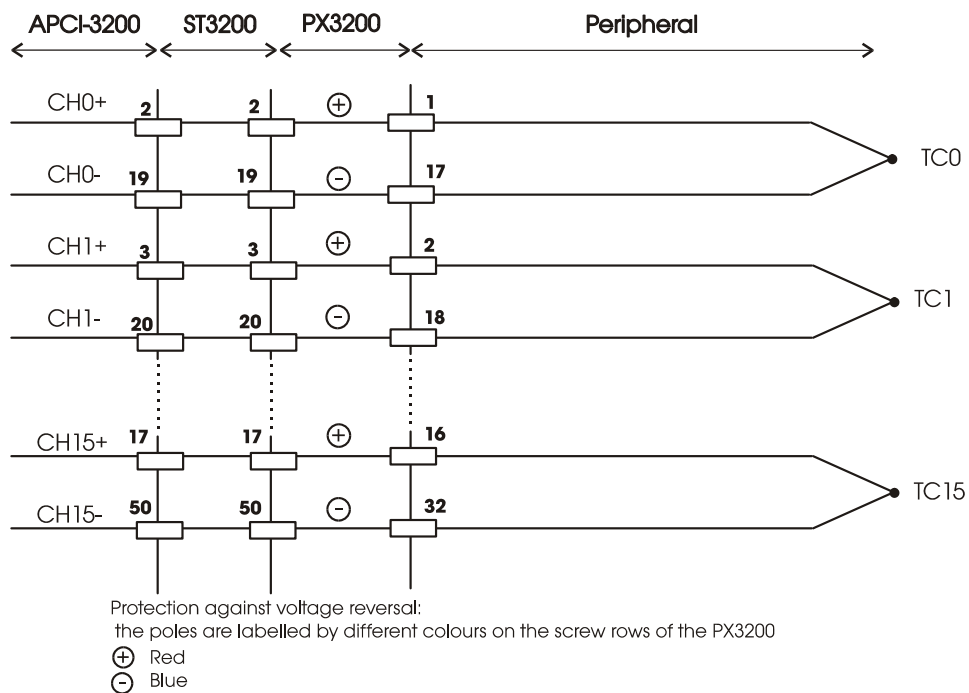 APCI-3200 ST3200 PX3200 Peripheral
CH0+ 2 2 + 1
TC0
CH0- 19 19 - 17
CH1+ 3 3 + 2
TC1
CH1- 20 20 - 18
CH15+ 17 17 + 16
TC15
CH15- 50 50 - 32
Protection against voltage reversal:
the poles are labelled by different colours on the screw rows of the PX3200
+ Red
- Blue